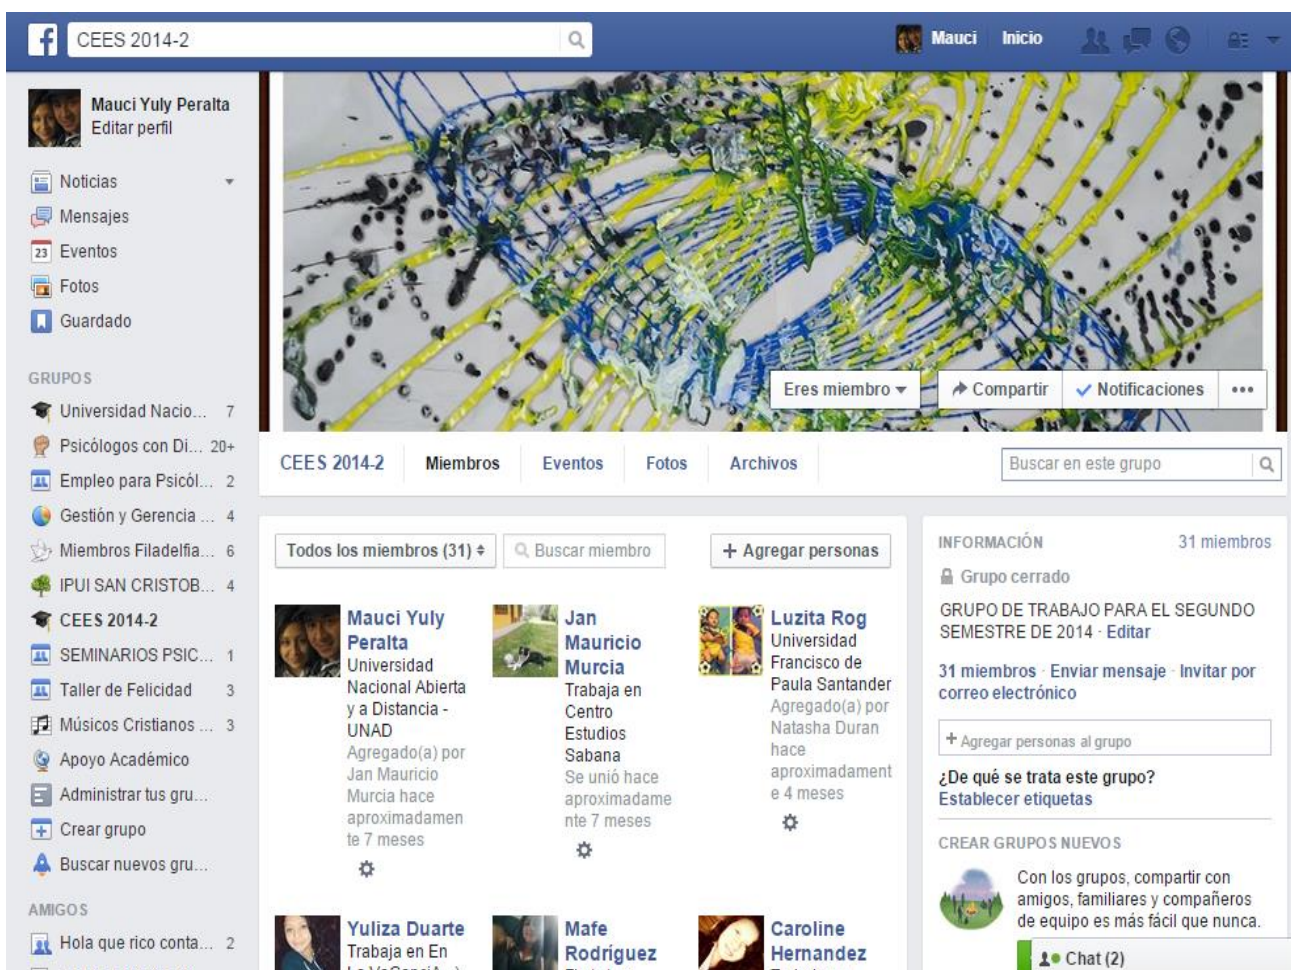 CEES 2014-2
Mauci Inicio
Mauci Yuly Peralta
Editar perfil
Noticias
Mensajes
23 Eventos
Fotos
Guardado
GRUPOS
Universidad Nacio... 7
Psicólogos con Di... 20+
Empleo para Psicól... 2
Gestión y Gerencia ... 4
Miembros Filadelfia... 6
IPUI SAN CRISTOB... 4
CEES 2014-2
SEMINARIOS PSIC... 1
Taller de Felicidad 3
Músicos Cristianos ... 3
Apoyo Académico
Administrar tus gru...
Crear grupo
Buscar nuevos gru...
AMIGOS
Hola que rico conta... 2
Eres miembro
Compartir
Notificaciones
CEES 2014-2 Miembros Eventos Fotos Archivos
Buscar en este grupo
Todos los miembros (31)
Buscar miembro
+ Agregar personas
Mauci Yuly
Peralta
Universidad
Nacional Abierta
y a Distancia -
UNAD
Agregado(a) por
Jan Mauricio
Murcia hace
aproximadamen
te 7 meses
Jan
Mauricio
Murcia
Trabaja en
Centro
Estudios
Sabana
Se unió hace
aproximadame
nte 7 meses
Luzita Rog
Universidad
Francisco de
Paula Santander
Agregado(a) por
Natasha Duran
hace
aproximadament
e 4 meses
Yuliza Duarte
Trabaja en En
Mafe
Rodríguez
Caroline
Hernandez
INFORMACIÓN 31 miembros
Grupo cerrado
GRUPO DE TRABAJO PARA EL SEGUNDO
SEMESTRE DE 2014 · Editar
31 miembros · Enviar mensaje · Invitar por
correo electrónico
+ Agregar personas al grupo
¿De qué se trata este grupo?
Establecer etiquetas
CREAR GRUPOS NUEVOS
Con los grupos, compartir con
amigos, familiares y compañeros
de equipo es más fácil que nunca.
Chat (2)